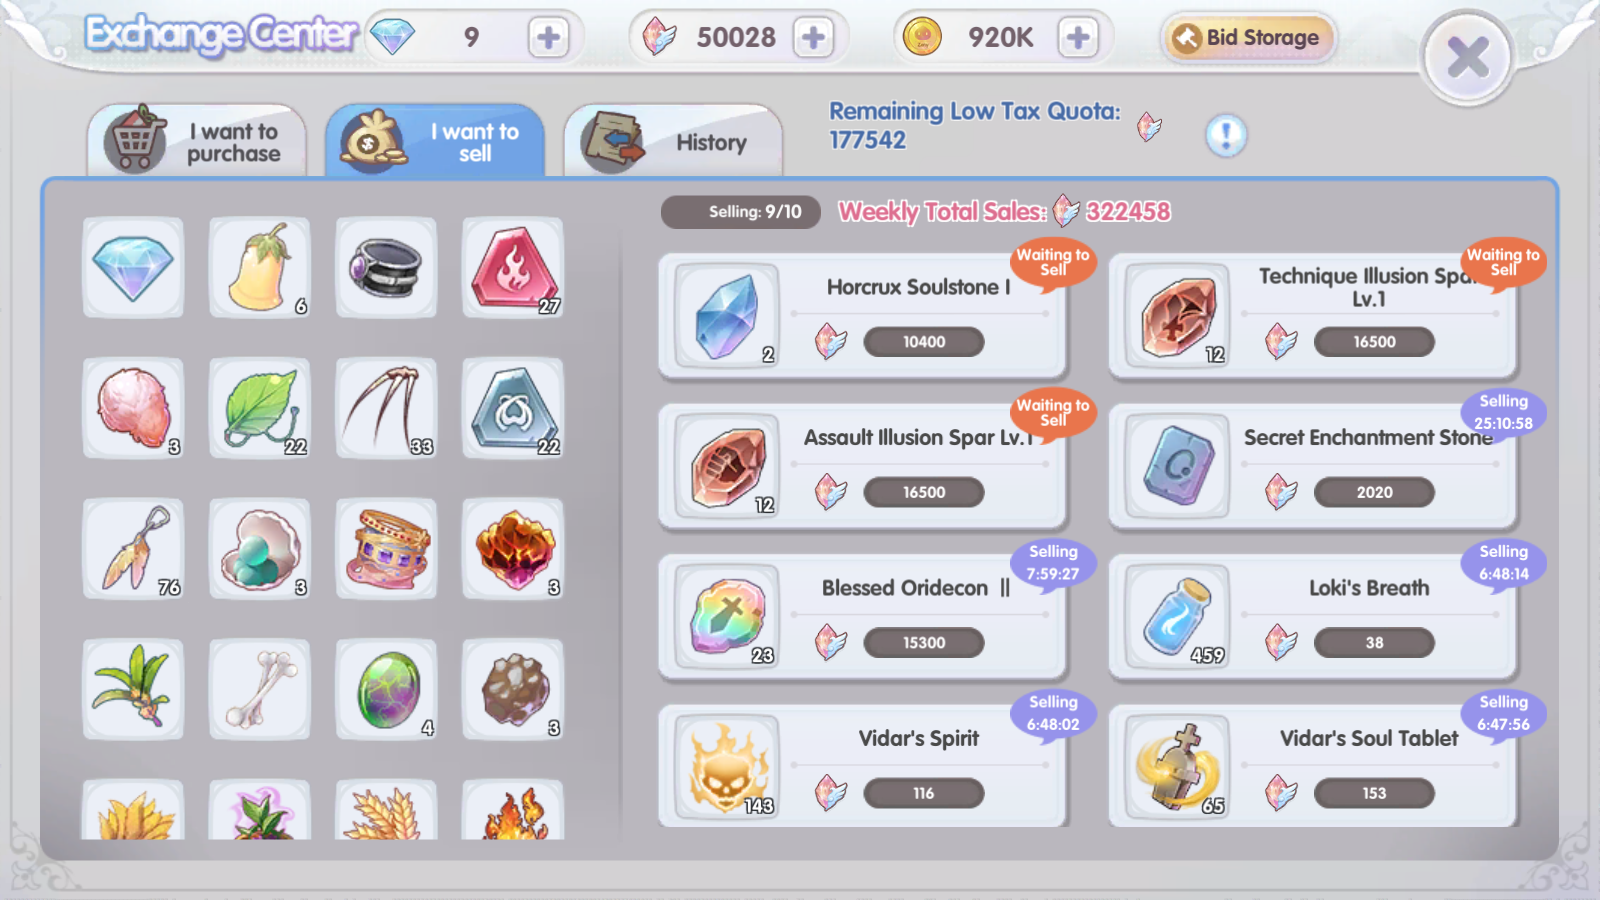 Exchange Center
9
50028
920K
Bid Storage
I want to
purchase
I want to
sell
History
Remaining Low Tax Quota:
177542
Selling: 9/10
Weekly Total Sales: 322458
6
27
3
22
33
22
76
3
3
4
3
Waiting to
Sell
Horcrux Soulstone I
2
10400
Waiting to
Sell
Technique Illusion Spar
Lv.1
12
16500
Waiting to
Sell
Assault Illusion Spar Lv.1
12
16500
Selling
25:10:58
Secret Enchantment Stone
2020
Selling
7:59:27
Blessed Oridecon Ⅱ
23
15300
Selling
6:48:14
Loki's Breath
459
38
Selling
6:48:02
Vidar's Spirit
143
116
Selling
6:47:56
Vidar's Soul Tablet
65
153